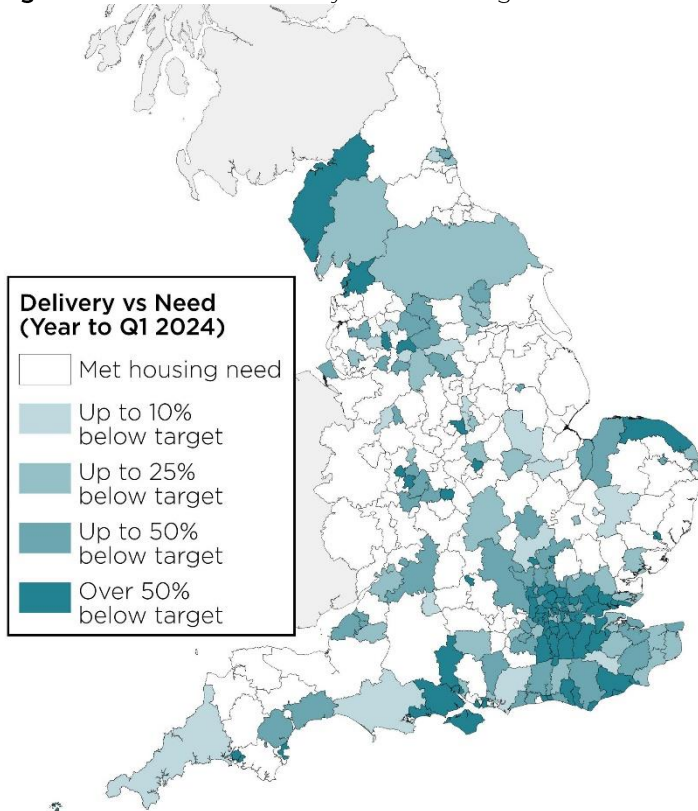 Delivery vs Need
(Year to Q1 2024)
Met housing need
Up to 10%
below target
Up to 25%
below target
Up to 50%
below target
Over 50%
below target